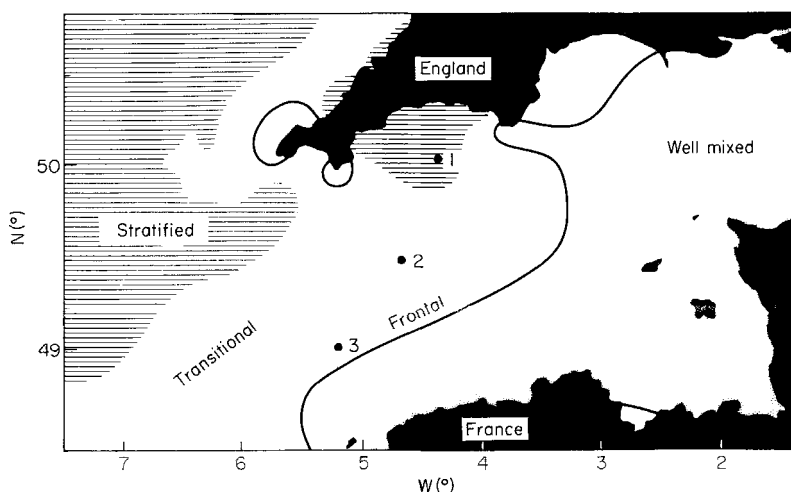 England
Well mixed
1
50
N(°)
Stratified
2
Frontal
3
49
Transitional
France
7
6
5
4
3
2
W(°)